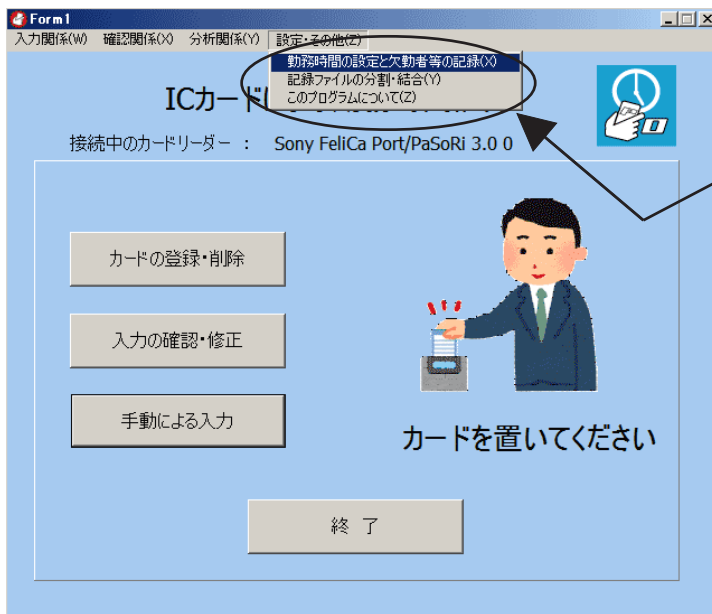 Form1
入力関係(W) 確認関係(X) 分析関係(Y) 設定・その他(Z)
勤務時間の設定と欠勤者等の記録(X)
記録ファイルの分割・結合(Y)
このプログラムについて(Z)
ICカード
接続中のカードリーダー : Sony FeliCa Port/PaSoRi 3.0 0
カードの登録・削除
入力の確認・修正
手動による入力
カードを置いてください
終 了